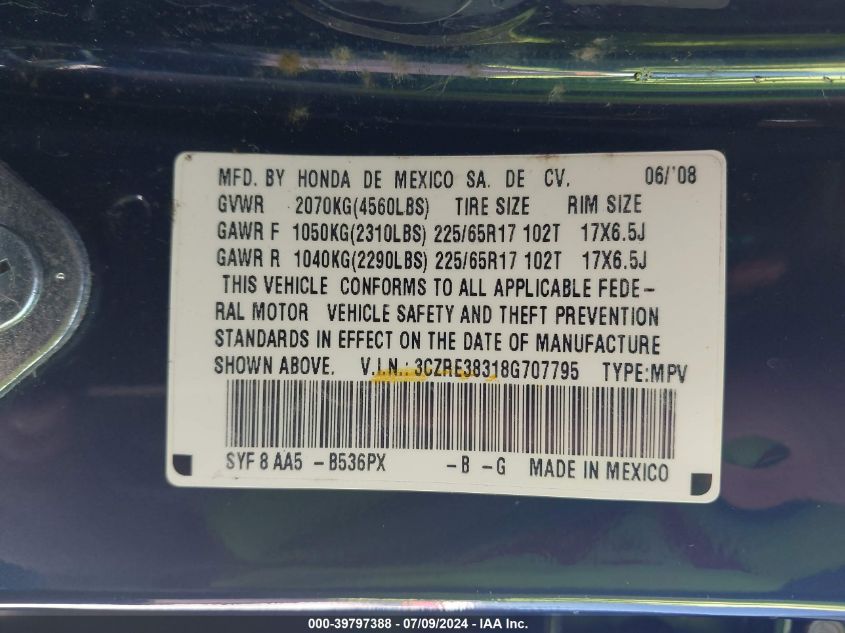 MFD. BY HONDA DE MEXICO SA. DE CV. 06/'08
GVWR 2070KG(4560LBS) TIRE SIZE RIM SIZE
GAWR F 1050KG(2310LBS) 225/65R17 102T 17X6.5J
GAWR R 1040KG(2290LBS) 225/65R17 102T 17X6.5J
THIS VEHICLE CONFORMS TO ALL APPLICABLE FEDE-
RAL MOTOR VEHICLE SAFETY AND THEFT PREVENTION
STANDARDS IN EFFECT ON THE DATE OF MANUFACTURE
SHOWN ABOVE. V.I.N.: 3CZRE38318G707795 TYPE:MPV
SYF 8 AA5 -B536PX -B -G MADE IN MEXICO
000-39797388 - 07/09/2024 - IAAI Inc.